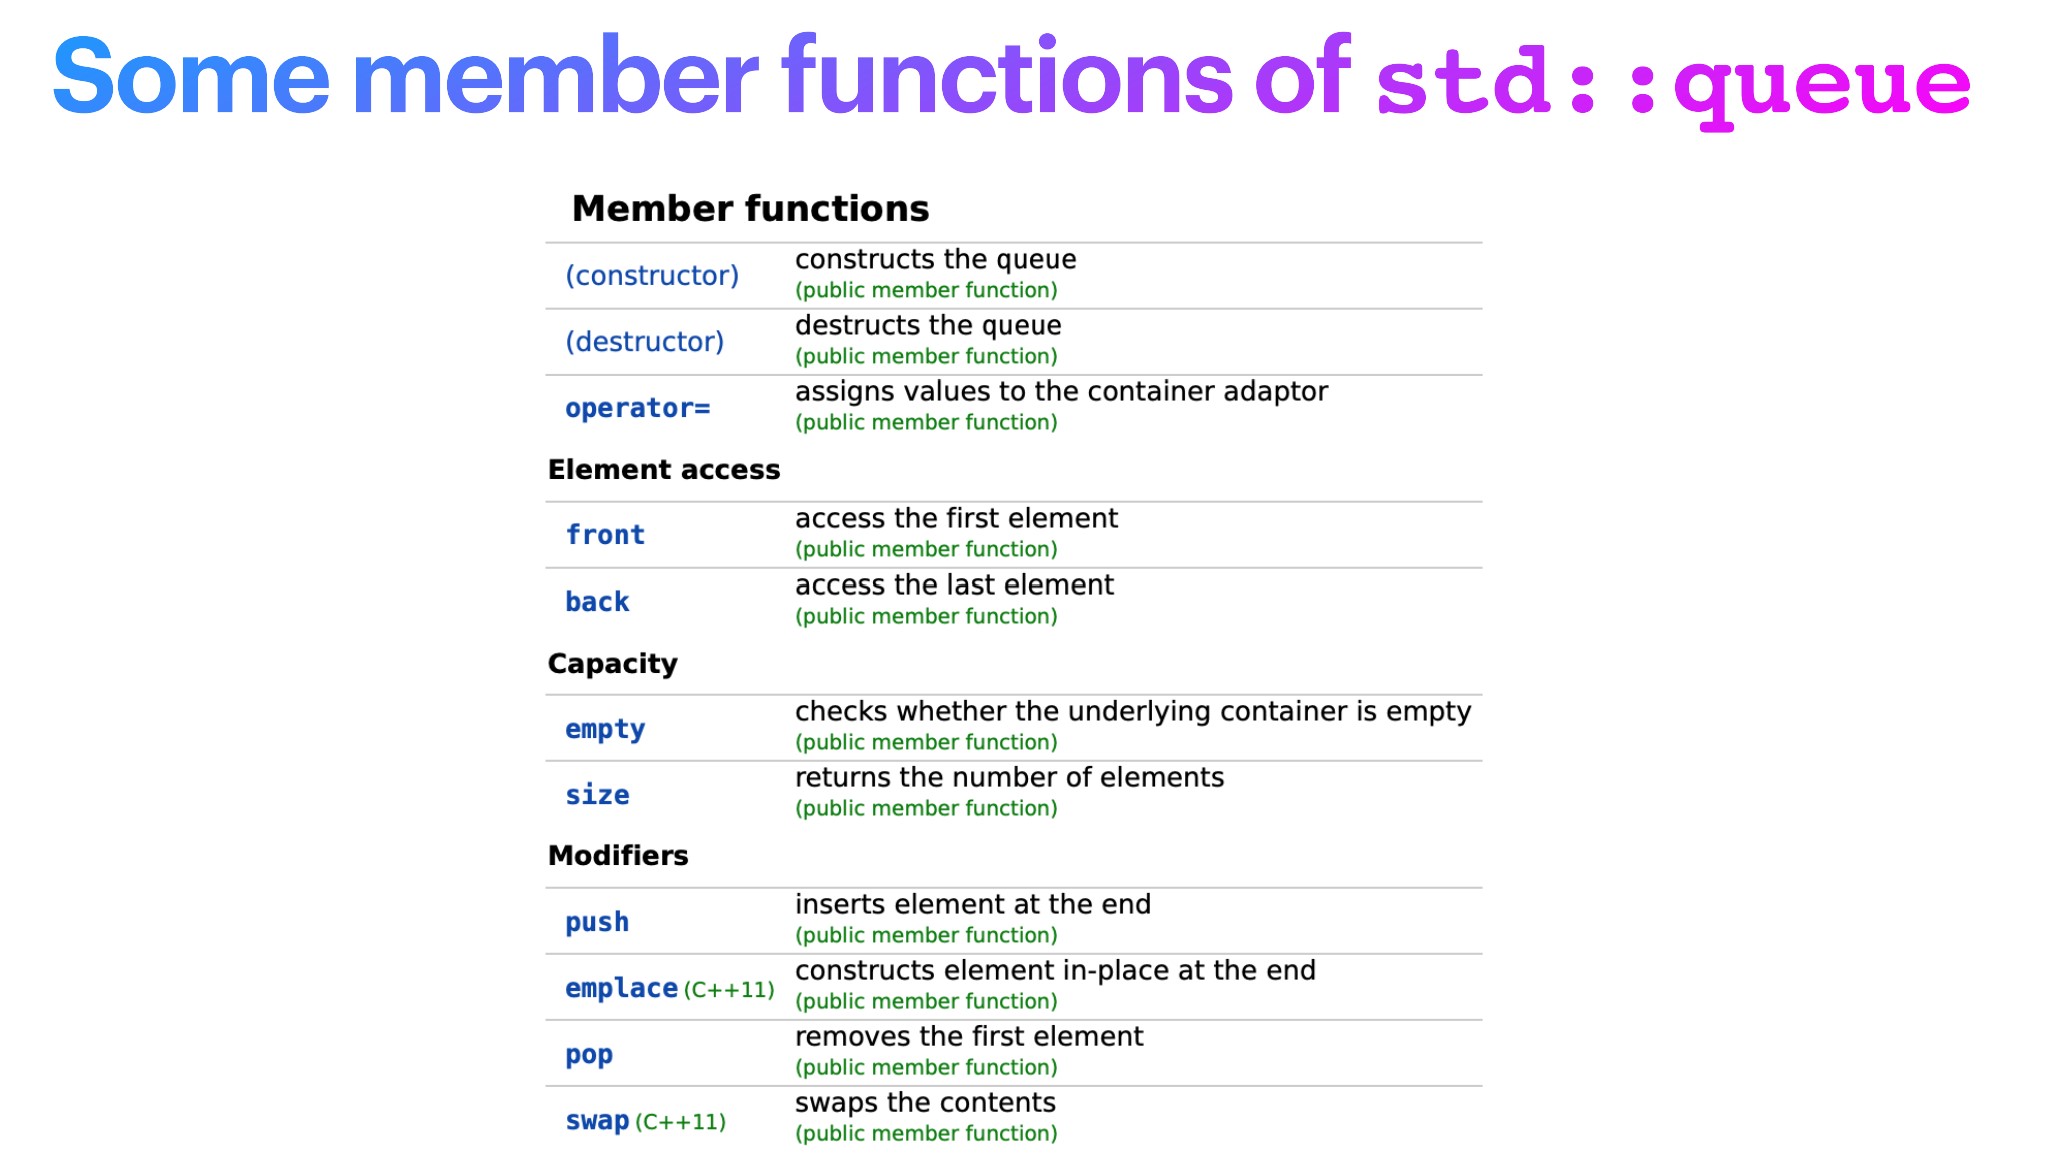 Some member functions of std::queue
Member functions
(constructor) constructs the queue
(public member function)
(destructor) destructs the queue
(public member function)
operator= assigns values to the container adaptor
(public member function)
Element access
front access the first element
(public member function)
back access the last element
(public member function)
Capacity
empty checks whether the underlying container is empty
(public member function)
size returns the number of elements
(public member function)
Modifiers
push inserts element at the end
(public member function)
emplace (C++11) constructs element in-place at the end
(public member function)
pop removes the first element
(public member function)
swap (C++11) swaps the contents
(public member function)